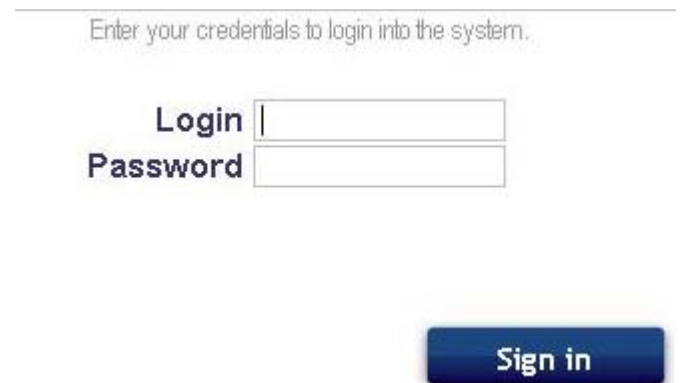 Enter your credentials to login into the system.
Login
Password
Sign in